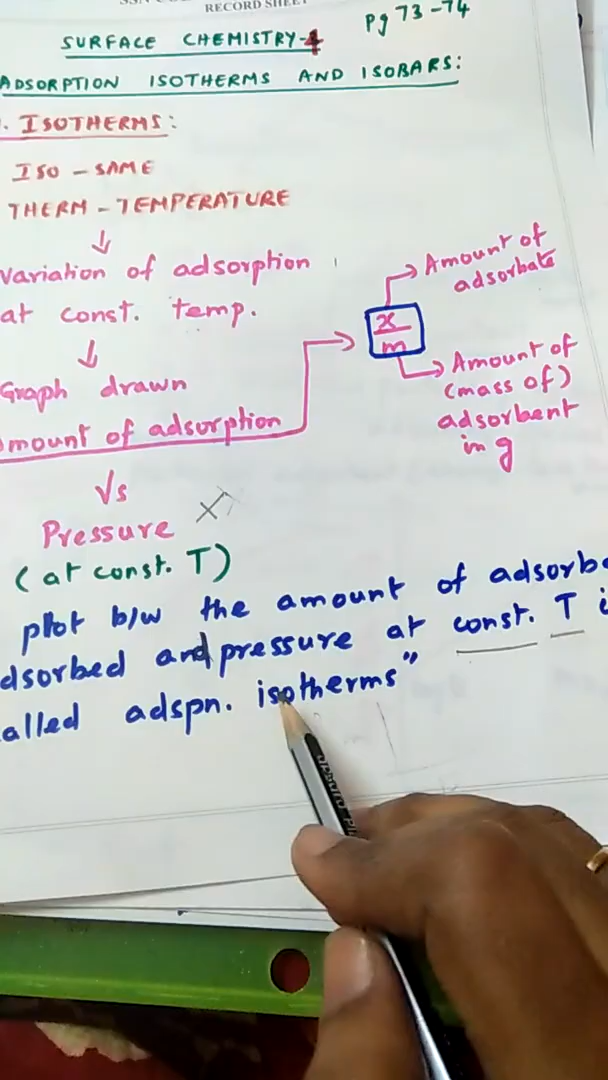 RECORD SHEET
Pg 73-74
SURFACE CHEMISTRY-4
ADSORPTION ISOTHERMS AND ISOBARS:
. ISOTHERMS:
ISO - SAME
THERM - TEMPERATURE
Variation of adsorption
at const. temp.
Graph drawn
mount of adsorption
x
m
Amount of
adsorbate
Amount of
(mass of)
adsorbent
in g
Vs
Pressure
(at const. T)
plot b/w the amount of adsorbe
dsorbed and pressure at const. T i
alled adspn. isotherms"